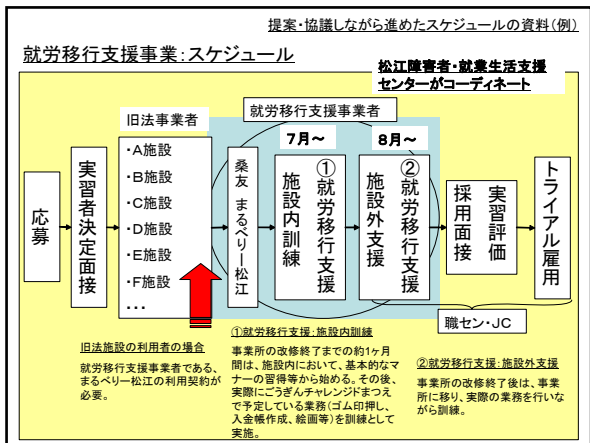 提案・協議しながら進めたスケジュールの資料(例)
就労移行支援事業:スケジュール
松江障害者・就業生活支援
センターがコーディネート
就労移行支援事業者
旧法事業者
7月~
8月~
応募
実習者決定面接
・A施設
・B施設
・C施設
・D施設
・E施設
・F施設
・・・
桑友 まるべりー松江
①就労移行支援
施設内訓練
②就労移行支援
施設外支援
実習評価
採用面接
トライアル雇用
職セン・JC
旧法施設の利用者の場合
就労移行支援事業者である、
まるべりー松江の利用契約が
必要。
①就労移行支援:施設内訓練
事業所の改修終了までの約1ヶ月
間は、施設内において、基本的なマ
ナーの習得等から始める。その後、
実際にごうぎんチャレンジドまつえ
で予定している業務(ゴム印押し、
入金帳作成、絵画等)を訓練として
実施。
②就労移行支援:施設外支援
事業所の改修終了後は、事業
所に移り、実際の業務を行いな
がら訓練。